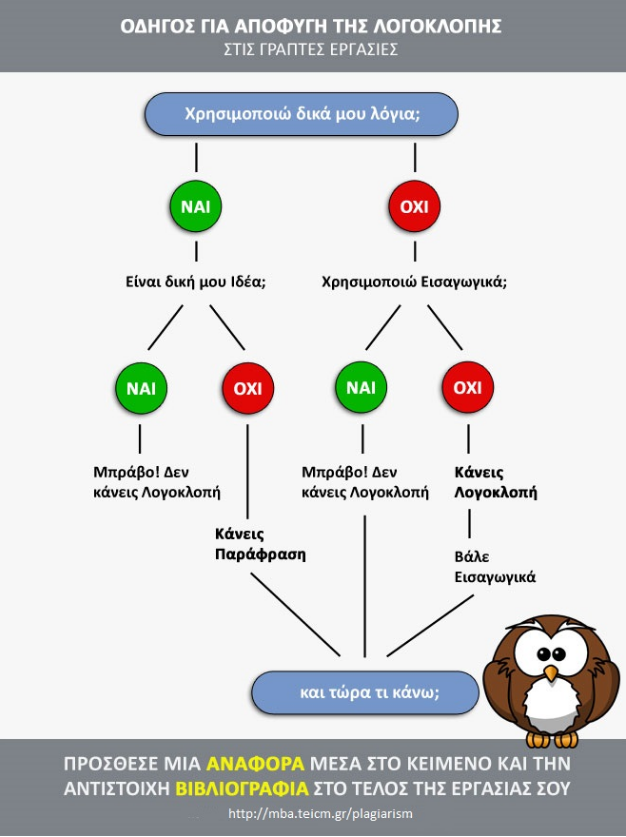 ΟΔΗΓΟΣ ΓΙΑ ΑΠΟΦΥΓΗ ΤΗΣ ΛΟΓΟΚΛΟΠΗΣ
ΣΤΙΣ ΓΡΑΠΤΕΣ ΕΡΓΑΣΙΕΣ
Χρησιμοποιώ δικά μου λόγια;
ΝΑΙ
ΟΧΙ
Είναι δική μου Ιδέα;
Χρησιμοποιώ Εισαγωγικά;
ΝΑΙ
ΟΧΙ
ΝΑΙ
ΟΧΙ
Μπράβο! Δεν
κάνεις Λογοκλοπή
Κάνεις
Παράφραση
Μπράβο! Δεν
κάνεις Λογοκλοπή
Κάνεις
Λογοκλοπή
Βάλε
Εισαγωγικά
και τώρα τι κάνω;
ΠΡΟΣΘΕΣΕ ΜΙΑ ΑΝΑΦΟΡΑ ΜΕΣΑ ΣΤΟ ΚΕΙΜΕΝΟ ΚΑΙ ΤΗΝ
ΑΝΤΙΣΤΟΙΧΗ ΒΙΒΛΙΟΓΡΑΦΙΑ ΣΤΟ ΤΕΛΟΣ ΤΗΣ ΕΡΓΑΣΙΑΣ ΣΟΥ
http://mba.teicm.gr/plagiarism